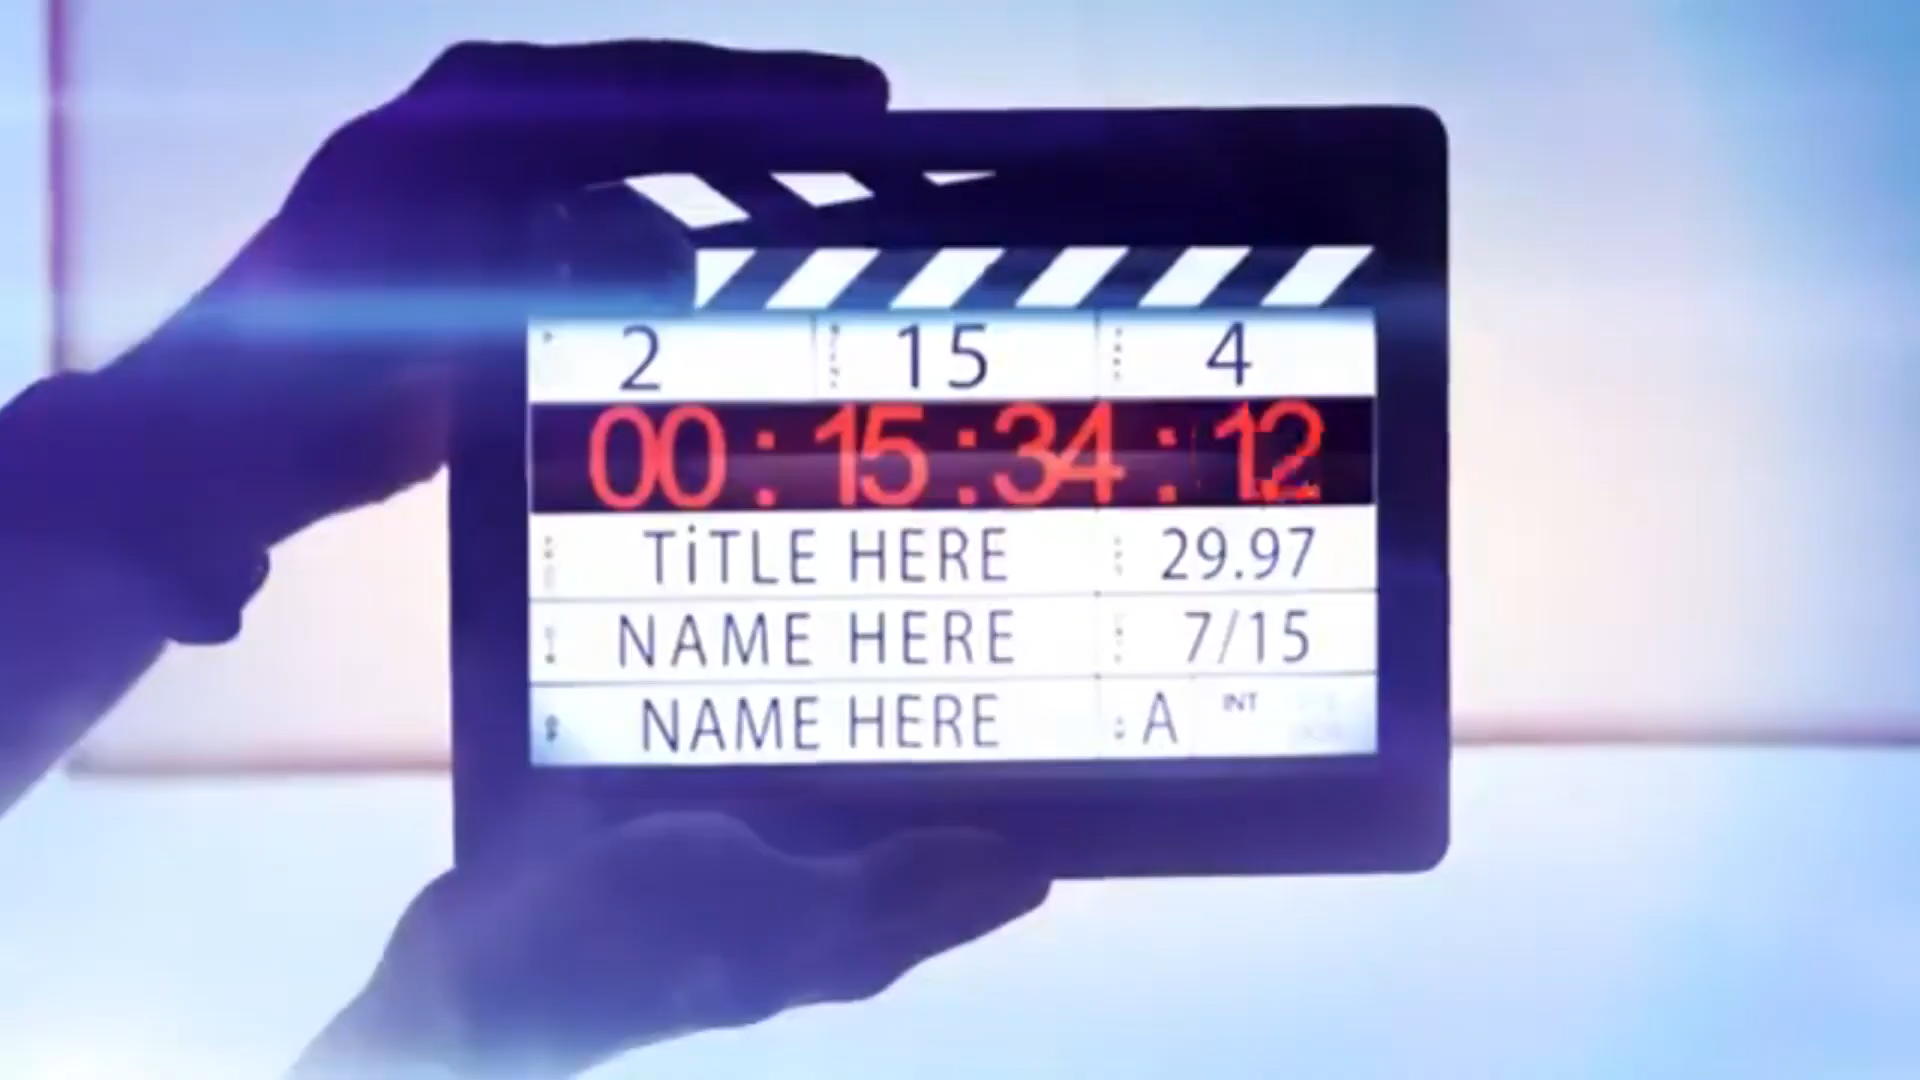 2 15 4
00:15:34:12
TiTLE HERE 29.97
NAME HERE 7/15
NAME HERE A INT